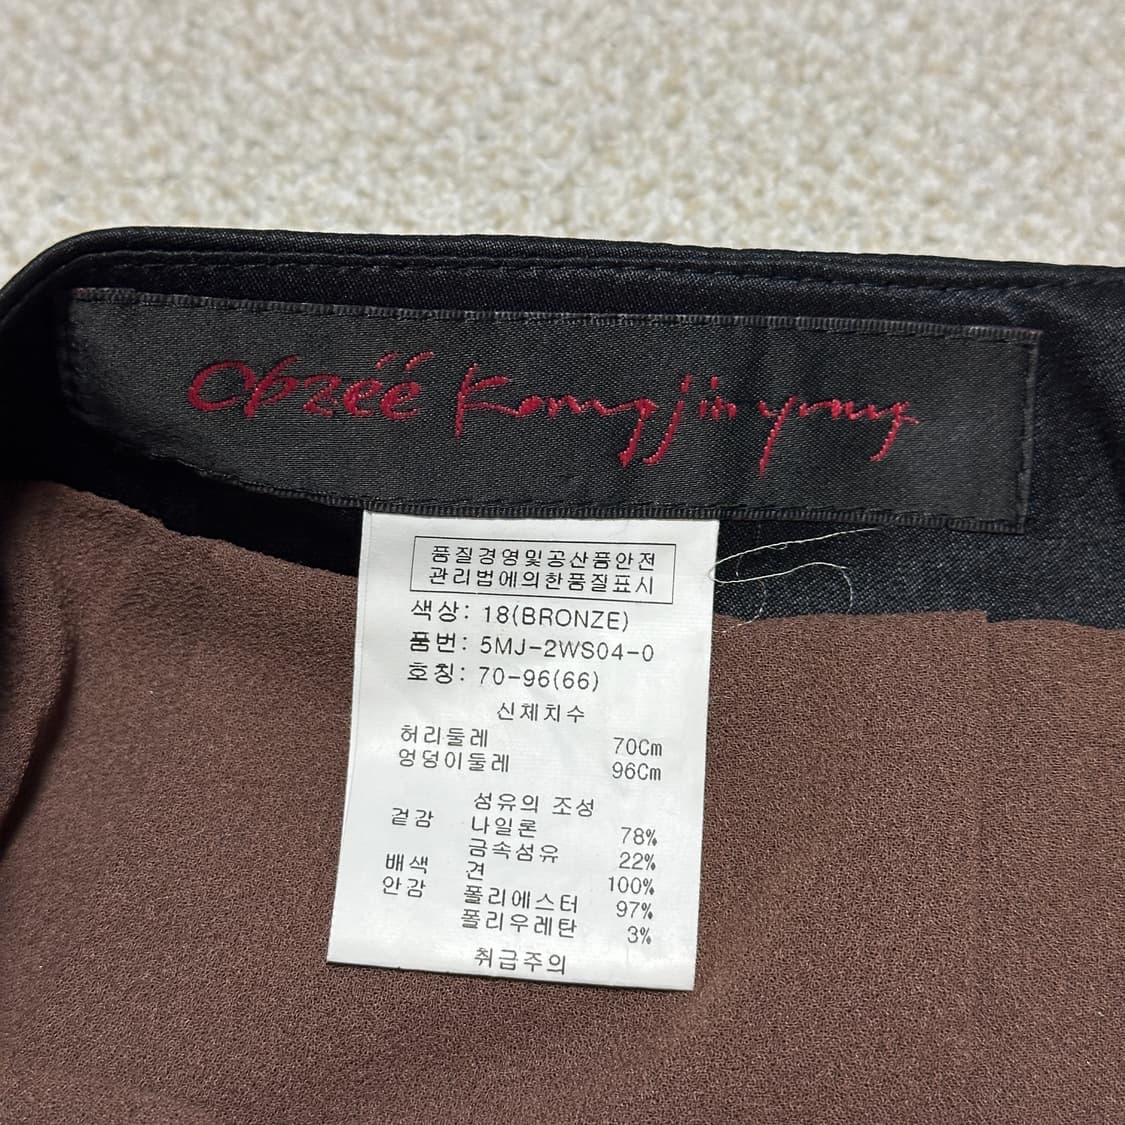 Obzéé Kangjinyoung
품질경영및공산품안전
관리법에의한품질표시
색상: 18(BRONZE)
품번: 5MJ-2WS04-0
호칭: 70-96(66)
신체치수
허리둘레 70Cm
엉덩이둘레 96Cm
섬유의 조성
겉감 나일론 78%
금속섬유 22%
배색 견 100%
안감 폴리에스터 97%
폴리우레탄 3%
취급주의